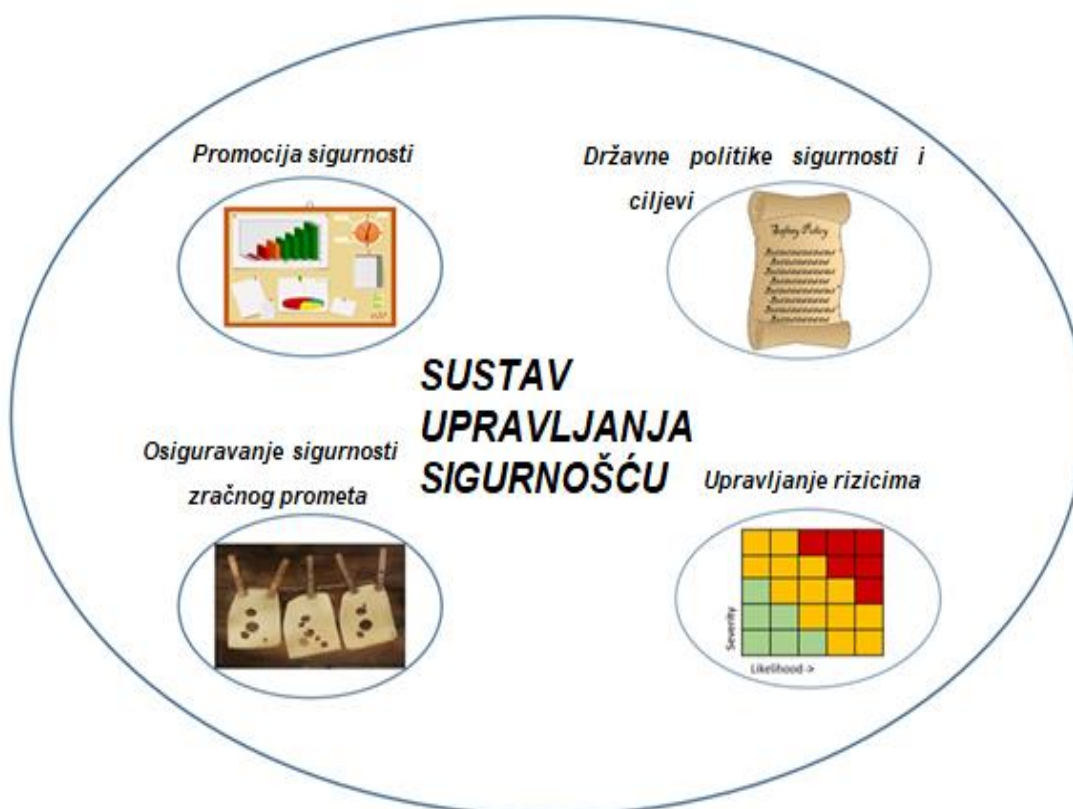 Promocija sigurnosti
Državne politike sigurnosti i
ciljevi
Safety Policy
SUSTAV
UPRAVLJANJA
SIGURNOŠĆU
Osiguravanje sigurnosti
zračnog prometa
Upravljanje rizicima
Severity
Likelihood ->